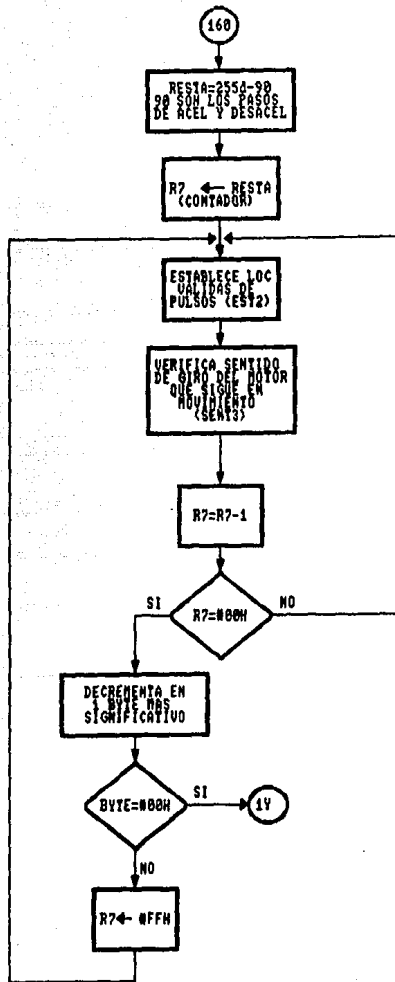 160
RESTA=255d-90
90 SON LOS PASOS
DE ACEL Y DESACEL
R7 ← RESTA
(CONTADOR)
ESTABLECE LOC
VALIDAS DE
PULSOS (EST2)
VERIFICA SENTIDO
DE GIRO DEL MOTOR
QUE SIGUE EN
MOVIMIENTO
(SENT3)
R7=R7-1
SI
R7=#00H
NO
DECREMENTA EN
1 BYTE MAS
SIGNIFICATIVO
BYTE=#00H
SI
1Y
NO
R7← #FFH